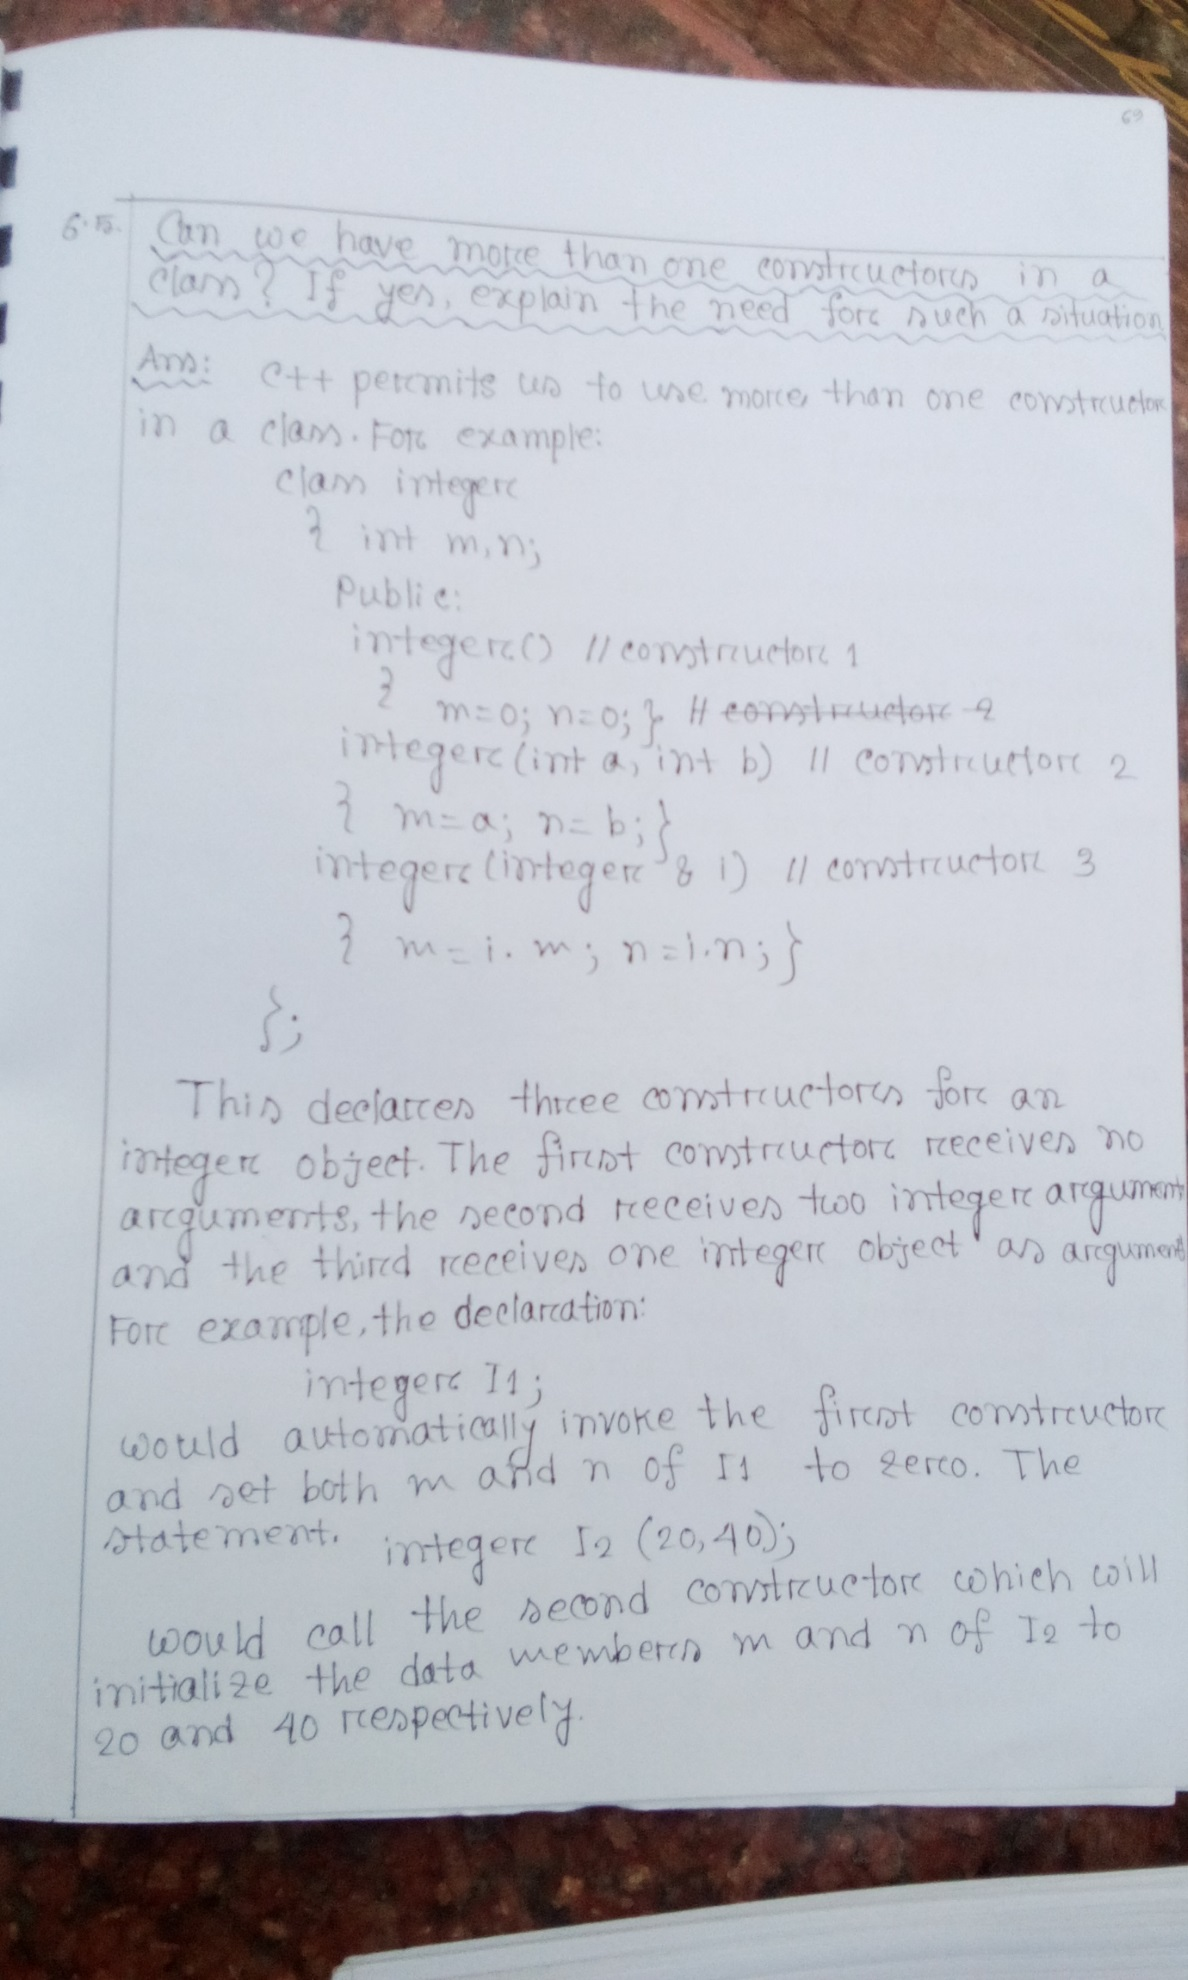 69
6.15. Can we have more than one constructors in a
class? If yes, explain the need for such a situation
Ans: C++ permits us to use more than one constructor
in a class. For example:
class integer
{ int m,n;
Public:
integer() // constructor 1
{ m=0; n=0; } // constructor 2
integer (int a, int b) // constructor 2
{ m=a; n=b; }
integer (integer & i) // constructor 3
{ m=i.m; n=i.n; }
};
This declares three constructors for an
integer object. The first constructor receives no
arguments, the second receives two integer arguments
and the third receives one integer object as argument
For example, the declaration:
integer I1;
would automatically invoke the first constructor
and set both m and n of I1 to zero. The
statement. integer I2 (20,40);
would call the second constructor which will
initialize the data members m and n of I2 to
20 and 40 respectively.